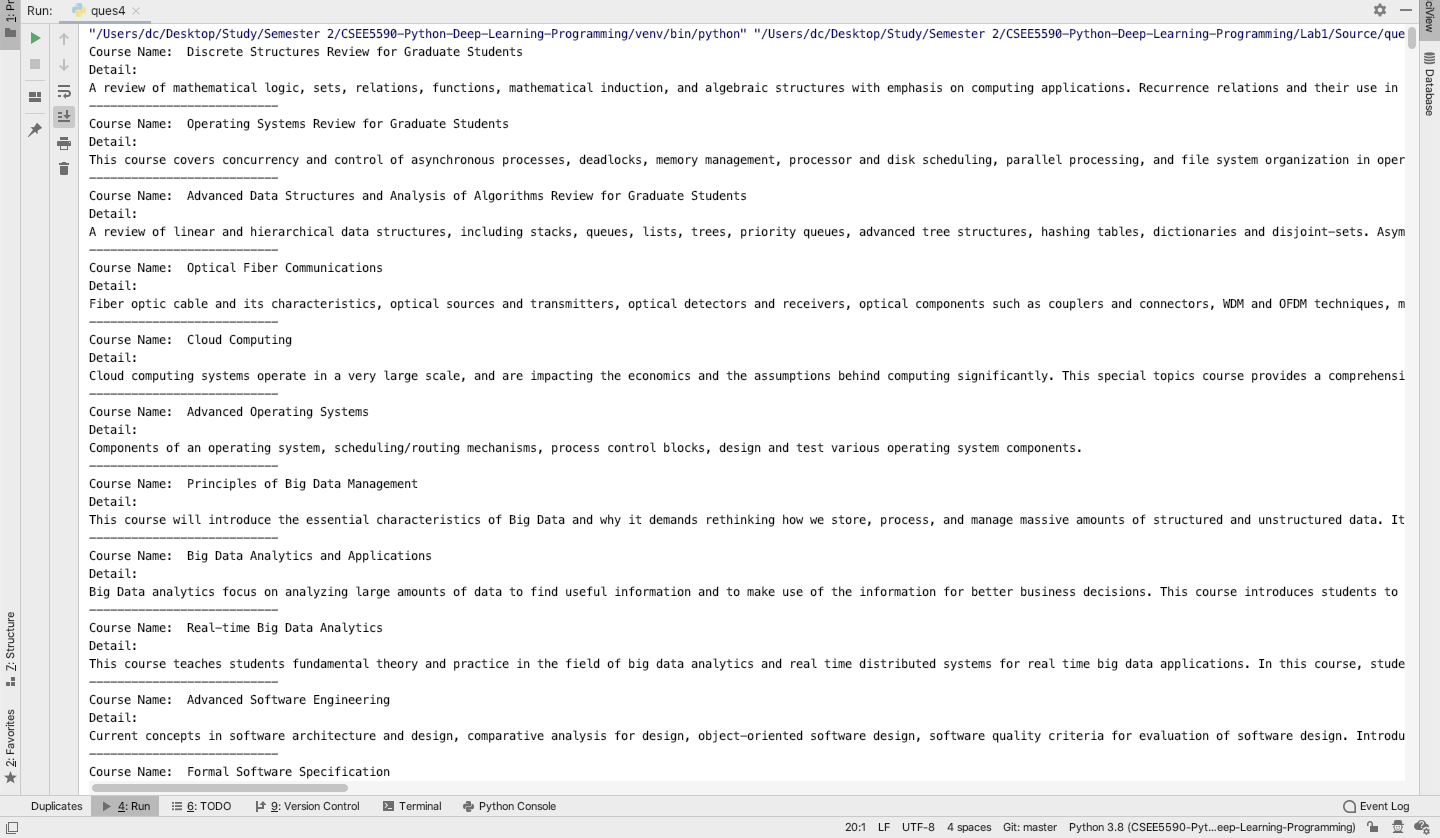 Run: ques4
"/Users/dc/Desktop/Study/Semester 2/CSEE5590-Python-Deep-Learning-Programming/venv/bin/python" "/Users/dc/Desktop/Study/Semester 2/CSEE5590-Python-Deep-Learning-Programming/Lab1/Source/que
Course Name:  Discrete Structures Review for Graduate Students
Detail:
A review of mathematical logic, sets, relations, functions, mathematical induction, and algebraic structures with emphasis on computing applications. Recurrence relations and their use in
---------------------------
Course Name:  Operating Systems Review for Graduate Students
Detail:
This course covers concurrency and control of asynchronous processes, deadlocks, memory management, processor and disk scheduling, parallel processing, and file system organization in oper
---------------------------
Course Name:  Advanced Data Structures and Analysis of Algorithms Review for Graduate Students
Detail:
A review of linear and hierarchical data structures, including stacks, queues, lists, trees, priority queues, advanced tree structures, hashing tables, dictionaries and disjoint-sets. Asym
---------------------------
Course Name:  Optical Fiber Communications
Detail:
Fiber optic cable and its characteristics, optical sources and transmitters, optical detectors and receivers, optical components such as couplers and connectors, WDM and OFDM techniques, m
---------------------------
Course Name:  Cloud Computing
Detail:
Cloud computing systems operate in a very large scale, and are impacting the economics and the assumptions behind computing significantly. This special topics course provides a comprehensi
---------------------------
Course Name:  Advanced Operating Systems
Detail:
Components of an operating system, scheduling/routing mechanisms, process control blocks, design and test various operating system components.
---------------------------
Course Name:  Principles of Big Data Management
Detail:
This course will introduce the essential characteristics of Big Data and why it demands rethinking how we store, process, and manage massive amounts of structured and unstructured data. It
---------------------------
Course Name:  Big Data Analytics and Applications
Detail:
Big Data analytics focus on analyzing large amounts of data to find useful information and to make use of the information for better business decisions. This course introduces students to
---------------------------
Course Name:  Real-time Big Data Analytics
Detail:
This course teaches students fundamental theory and practice in the field of big data analytics and real time distributed systems for real time big data applications. In this course, stude
---------------------------
Course Name:  Advanced Software Engineering
Detail:
Current concepts in software architecture and design, comparative analysis for design, object-oriented software design, software quality criteria for evaluation of software design. Introdu
---------------------------
Course Name:  Formal Software Specification
1: Pr
7: Structure
2: Favorites
ciView
Database
Duplicates 4: Run 6: TODO 9: Version Control Terminal Python Console Event Log
20:1 LF UTF-8 4 spaces Git: master Python 3.8 (CSEE5590-Pyt...eep-Learning-Programming)